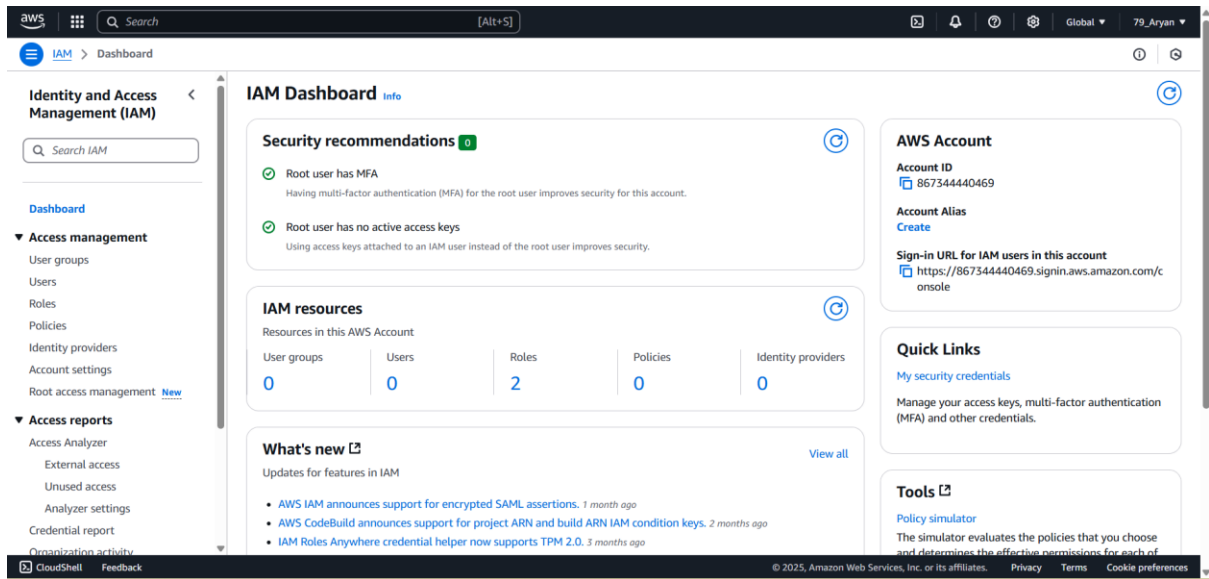 aws
Search
[Alt+S]
Global
79_Aryan
IAM > Dashboard
Identity and Access
Management (IAM)
Search IAM
Dashboard
Access management
User groups
Users
Roles
Policies
Identity providers
Account settings
Root access management New
Access reports
Access Analyzer
External access
Unused access
Analyzer settings
Credential report
Organization activity
IAM Dashboard Info
Security recommendations 0
Root user has MFA
Having multi-factor authentication (MFA) for the root user improves security for this account.
Root user has no active access keys
Using access keys attached to an IAM user instead of the root user improves security.
IAM resources
Resources in this AWS Account
User groups Users Roles Policies Identity providers
0 0 2 0 0
What's new
View all
Updates for features in IAM
• AWS IAM announces support for encrypted SAML assertions. 1 month ago
• AWS CodeBuild announces support for project ARN and build ARN IAM condition keys. 2 months ago
• IAM Roles Anywhere credential helper now supports TPM 2.0. 3 months ago
AWS Account
Account ID
867344440469
Account Alias
Create
Sign-in URL for IAM users in this account
https://867344440469.signin.aws.amazon.com/c
onsole
Quick Links
My security credentials
Manage your access keys, multi-factor authentication
(MFA) and other credentials.
Tools
Policy simulator
The simulator evaluates the policies that you choose
and determines the effective permissions for each of
CloudShell Feedback
© 2025, Amazon Web Services, Inc. or its affiliates. Privacy Terms Cookie preferences